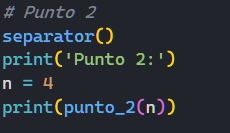 # Punto 2
separator()
print('Punto 2:')
n = 4
print(punto_2(n))